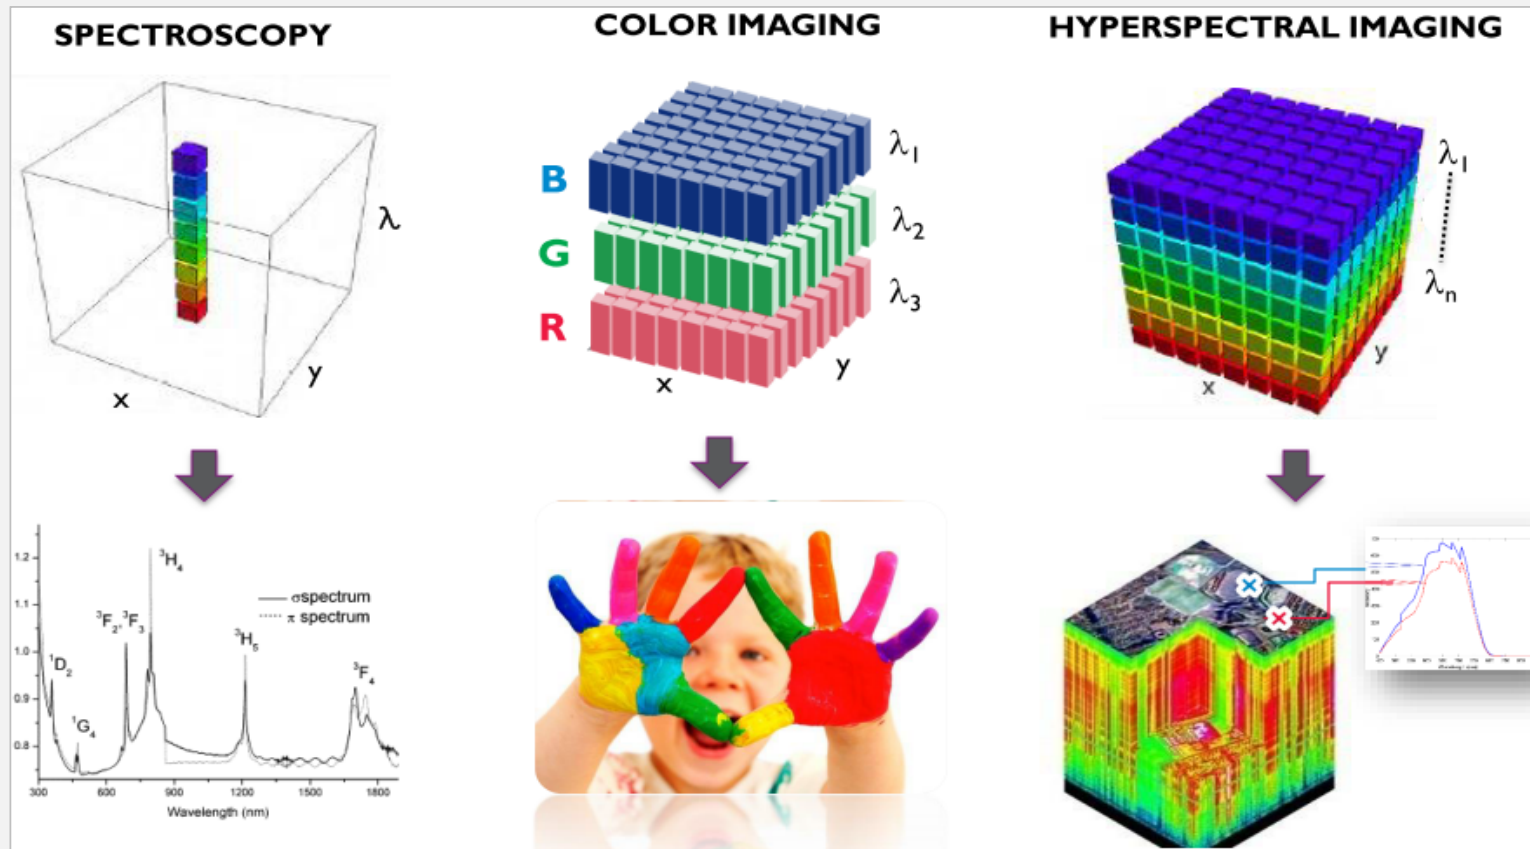 SPECTROSCOPY
λ
y
x
1.2
1.1
1.0
0.9
0.8
300
600
900
1200
1500
1800
Wavelength (nm)
¹D₂
¹G₄
³F₂, ³F₃
³H₄
³H₅
³F₄
σspectrum
π spectrum
COLOR IMAGING
B
G
R
λ₁
λ₂
λ₃
x
y
HYPERSPECTRAL IMAGING
λ₁
λₙ
y
x